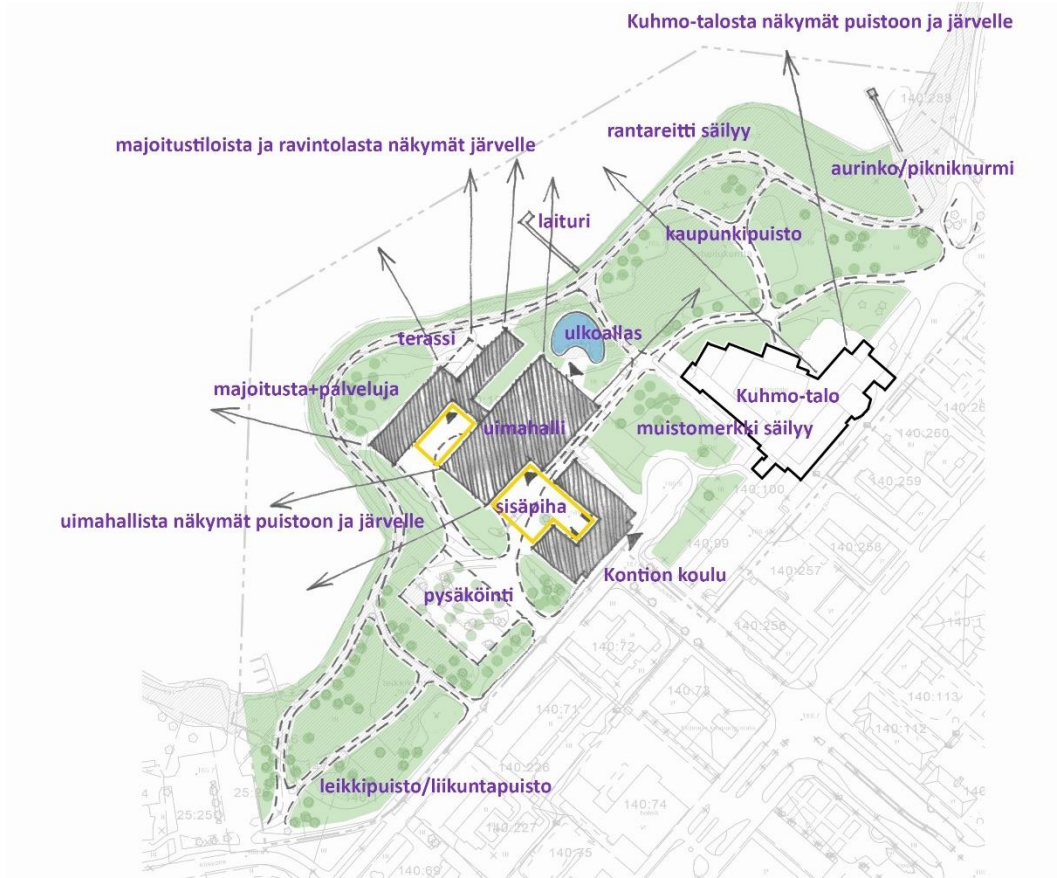 Kuhmo-talosta näkymät puistoon ja järvelle
140:288
rantareitti säilyy
majoitustiloista ja ravintolasta näkymät järvelle
aurinko/pikniknurmi
laituri
kaupunkipuisto
terassi
ulkoallas
majoitusta+palveluja
Kuhmo-talo
uimahalli
muistomerkki säilyy
140:260
140:259
140:100
sisäpiha
uimahallista näkymät puistoon ja järvelle
140:99
140:258
Kontion koulu
140:257
pysäköinti
140:256
140:72
140:73
140:113
140:71
140:112
140:226
leikkipuisto/liikuntapuisto
25:250
140:74
140:227
140:75
140:69